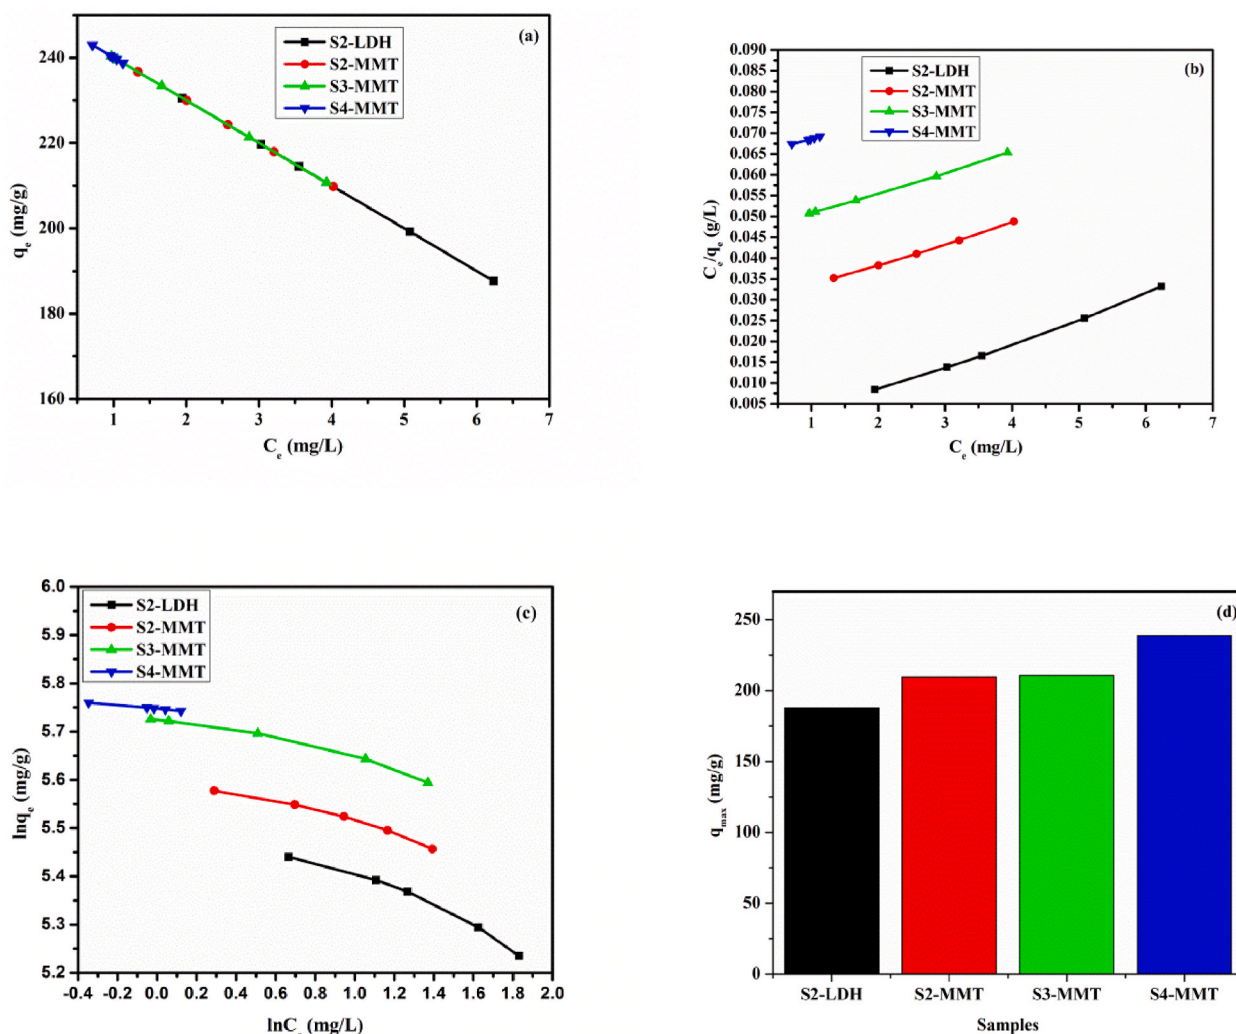 (a)
S2-LDH
S2-MMT
S3-MMT
S4-MMT
240
220
200
180
160
qe (mg/g)
1 2 3 4 5 6 7
Ce (mg/L)
(b)
S2-LDH
S2-MMT
S3-MMT
S4-MMT
0.090
0.085
0.080
0.075
0.070
0.065
0.060
0.055
0.050
0.045
0.040
0.035
0.030
0.025
0.020
0.015
0.010
0.005
Ce/qe (g/L)
1 2 3 4 5 6 7
Ce (mg/L)
(c)
S2-LDH
S2-MMT
S3-MMT
S4-MMT
6.0
5.9
5.8
5.7
5.6
5.5
5.4
5.3
5.2
lnqe (mg/g)
-0.4 -0.2 0.0 0.2 0.4 0.6 0.8 1.0 1.2 1.4 1.6 1.8 2.0
lnCe (mg/L)
(d)
250
200
150
100
50
0
qmax (mg/g)
S2-LDH S2-MMT S3-MMT S4-MMT
Samples